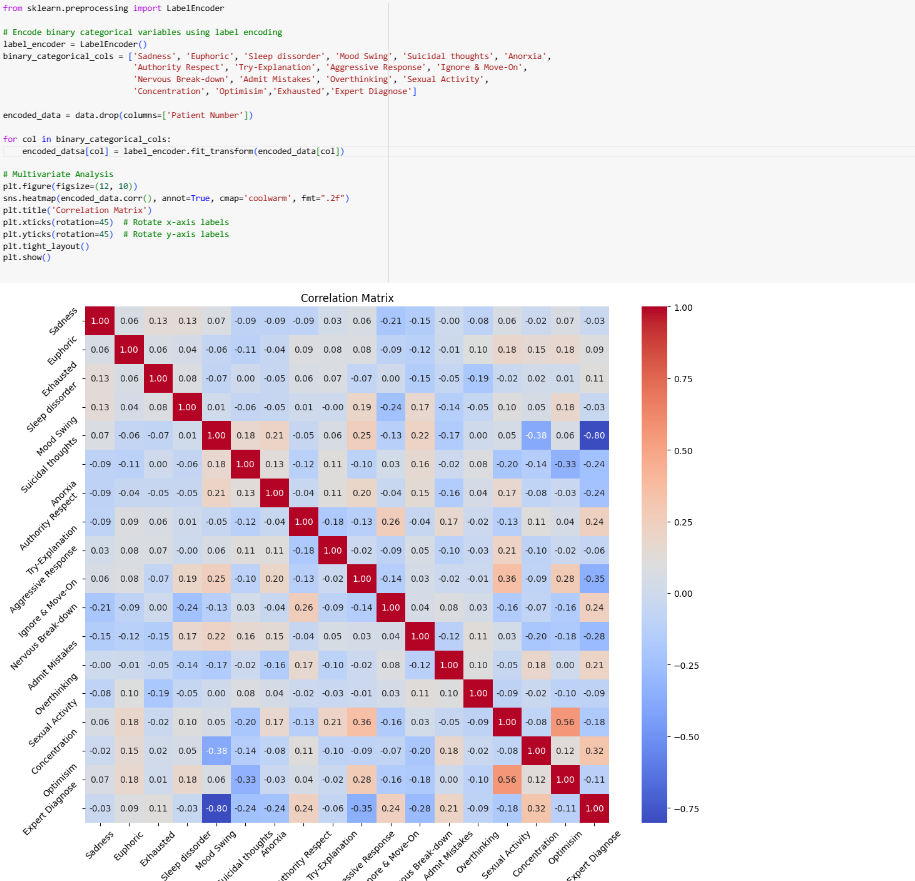 from sklearn.preprocessing import LabelEncoder
# Encode binary categorical variables using label encoding
label_encoder = LabelEncoder()
binary_categorical_cols = ['Sadness', 'Euphoric', 'Sleep dissorder', 'Mood Swing', 'Suicidal thoughts', 'Anorxia',
'Authority Respect', 'Try-Explanation', 'Aggressive Response', 'Ignore & Move-On',
'Nervous Break-down', 'Admit Mistakes', 'Overthinking', 'Sexual Activity',
'Concentration', 'Optimisim','Exhausted','Expert Diagnose']
encoded_data = data.drop(columns=['Patient Number'])
for col in binary_categorical_cols:
encoded_datsa[col] = label_encoder.fit_transform(encoded_data[col])
# Multivariate Analysis
plt.figure(figsize=(12, 10))
sns.heatmap(encoded_data.corr(), annot=True, cmap='coolwarm', fmt=".2f")
plt.title('Correlation Matrix')
plt.xticks(rotation=45)  # Rotate x-axis labels
plt.yticks(rotation=45)  # Rotate y-axis labels
plt.tight_layout()
plt.show()
Correlation Matrix
Sadness 1.00 0.06 0.13 0.13 0.07 -0.09 -0.09 -0.09 0.03 0.06 -0.21 -0.15 -0.00 -0.08 0.06 -0.02 0.07 -0.03
Euphoric 0.06 1.00 0.06 0.04 -0.06 -0.11 -0.04 0.09 0.08 0.08 -0.09 -0.12 -0.01 0.10 0.18 0.15 0.18 0.09
Exhausted 0.13 0.06 1.00 0.08 -0.07 0.00 -0.05 0.06 0.07 -0.07 0.00 -0.15 -0.05 -0.19 -0.02 0.02 0.01 0.11
Sleep dissorder 0.13 0.04 0.08 1.00 0.01 -0.06 -0.05 0.01 -0.00 0.19 -0.24 0.17 -0.14 -0.05 0.10 0.05 0.18 -0.03
Mood Swing 0.07 -0.06 -0.07 0.01 1.00 0.18 0.21 -0.05 0.06 0.25 -0.13 0.22 -0.17 0.00 0.05 -0.38 0.06 -0.80
Suicidal thoughts -0.09 -0.11 0.00 -0.06 0.18 1.00 0.13 -0.12 0.11 -0.10 0.03 0.16 -0.02 0.08 -0.20 -0.14 -0.33 -0.24
Anorxia -0.09 -0.04 -0.05 -0.05 0.21 0.13 1.00 -0.04 0.11 0.20 -0.04 0.15 -0.16 0.04 0.17 -0.08 -0.03 -0.24
Authority Respect -0.09 0.09 0.06 0.01 -0.05 -0.12 -0.04 1.00 -0.18 -0.13 0.26 -0.04 0.17 -0.02 -0.13 0.11 0.04 0.24
Try-Explanation 0.03 0.08 0.07 -0.00 0.06 0.11 0.11 -0.18 1.00 -0.02 -0.09 0.05 -0.10 -0.03 0.21 -0.10 -0.02 -0.06
Aggressive Response 0.06 0.08 -0.07 0.19 0.25 -0.10 0.20 -0.13 -0.02 1.00 -0.14 0.03 -0.02 -0.01 0.36 -0.09 0.28 -0.35
Ignore & Move-On -0.21 -0.09 0.00 -0.24 -0.13 0.03 -0.04 0.26 -0.09 -0.14 1.00 0.04 0.08 0.03 -0.16 -0.07 -0.16 0.24
Nervous Break-down -0.15 -0.12 -0.15 0.17 0.22 0.16 0.15 -0.04 0.05 0.03 0.04 1.00 -0.12 0.11 0.03 -0.20 -0.18 -0.28
Admit Mistakes -0.00 -0.01 -0.05 -0.14 -0.17 -0.02 -0.16 0.17 -0.10 -0.02 0.08 -0.12 1.00 0.10 -0.05 0.18 0.00 0.21
Overthinking -0.08 0.10 -0.19 -0.05 0.00 0.08 0.04 -0.02 -0.03 -0.01 0.03 0.11 0.10 1.00 -0.09 -0.02 -0.10 -0.09
Sexual Activity 0.06 0.18 -0.02 0.10 0.05 -0.20 0.17 -0.13 0.21 0.36 -0.16 0.03 -0.05 -0.09 1.00 -0.08 0.56 -0.18
Concentration -0.02 0.15 0.02 0.05 -0.38 -0.14 -0.08 0.11 -0.10 -0.09 -0.07 -0.20 0.18 -0.02 -0.08 1.00 0.12 0.32
Optimisim 0.07 0.18 0.01 0.18 0.06 -0.33 -0.03 0.04 -0.02 0.28 -0.16 -0.18 0.00 -0.10 0.56 0.12 1.00 -0.11
Expert Diagnose -0.03 0.09 0.11 -0.03 -0.80 -0.24 -0.24 0.24 -0.06 -0.35 0.24 -0.28 0.21 -0.09 -0.18 0.32 -0.11 1.00
Sadness Euphoric Exhausted Sleep dissorder Mood Swing uicidal thoughts Anorxia uthority Respect Try-Explanation essive Response ore & Move-On ous Break-down Admit Mistakes Overthinking Sexual Activity Concentration Optimisim Expert Diagnose
1.00
0.75
0.50
0.25
0.00
−0.25
−0.50
−0.75